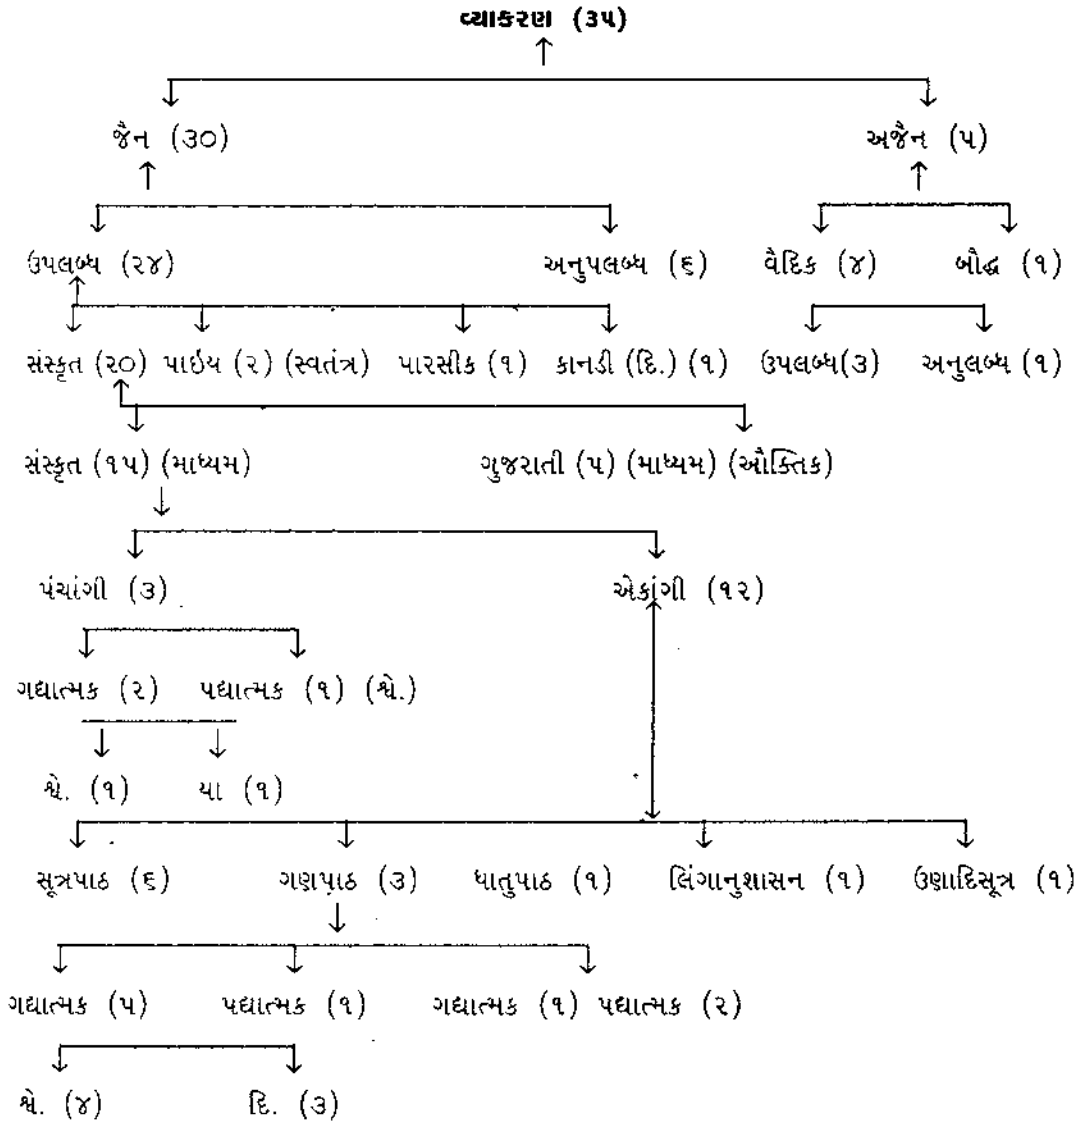 વ્યાકરણ (૩૫)
જૈન (૩૦) અજૈન (૫)
ઉપલબ્ધ (૨૪) અનુપલબ્ધ (૬) વૈદિક (૪) બૌદ્ધ (૧)
સંસ્કૃત (૨૦) પાઇય (૨) (સ્વતંત્ર) પારસીક (૧) કાનડી (દિ.) (૧) ઉપલબ્ધ(૩) અનુલબ્ધ (૧)
સંસ્કૃત (૧૫) (માધ્યમ) ગુજરાતી (૫) (માધ્યમ) (ઔક્તિક)
પંચાંગી (૩) એકાંગી (૧૨)
ગદ્યાત્મક (૨) પદ્યાત્મક (૧) (શ્વે.)
શ્વે. (૧) યા (૧)
સૂત્રપાઠ (૬) ગણપાઠ (૩) ધાતુપાઠ (૧) લિંગાનુશાસન (૧) ઉણાદિસૂત્ર (૧)
ગદ્યાત્મક (૫) પદ્યાત્મક (૧) ગદ્યાત્મક (૧) પદ્યાત્મક (૨)
શ્વે. (૪) દિ. (૩)